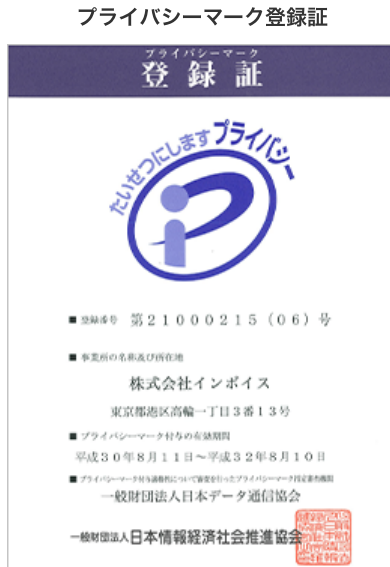 プライバシーマーク登録証
プライバシーマーク
登録証
たいせつにしますプライバシー
■ 登録番号 第21000215(06)号
■ 事業所の名称及び所在地
株式会社インボイス
東京都港区高輪一丁目3番13号
■ プライバシーマーク付与の有効期間
平成30年8月11日～平成32年8月10日
■ プライバシーマーク付与適格性について審査を行ったプライバシーマーク指定審査機関
一般財団法人日本データ通信協会
一般財団法人日本情報経済社会推進協会